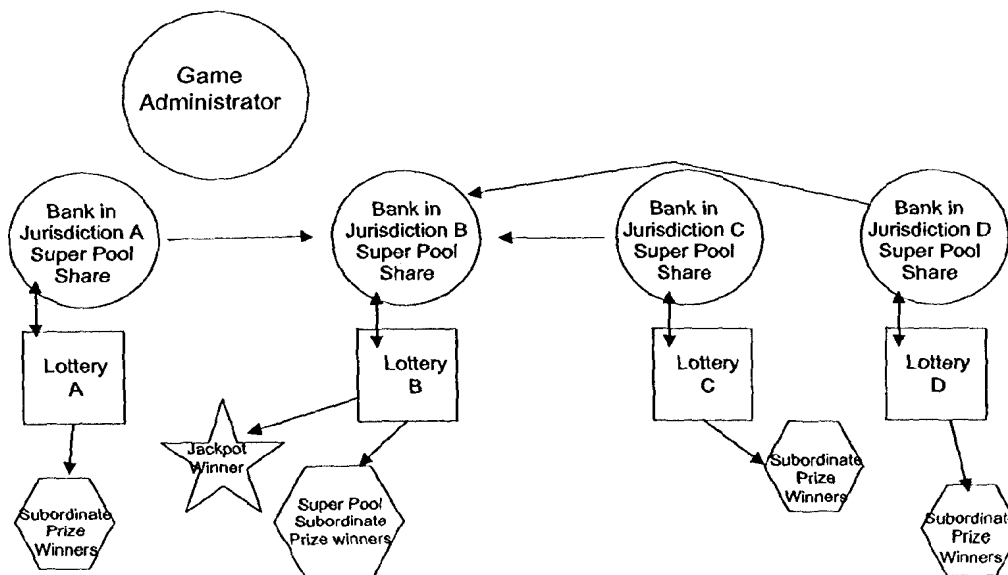 Game
Administrator
Bank in
Jurisdiction A
Super Pool
Share
Bank in
Jurisdiction B
Super Pool
Share
Bank in
Jurisdiction C
Super Pool
Share
Bank in
Jurisdiction D
Super Pool
Share
Lottery
A
Lottery
B
Lottery
C
Lottery
D
Jackpot
Winner
Subordinate
Prize
Winners
Super Pool
Subordinate
Prize winners
Subordinate
Prize
Winners
Subordinate
Prize
Winners